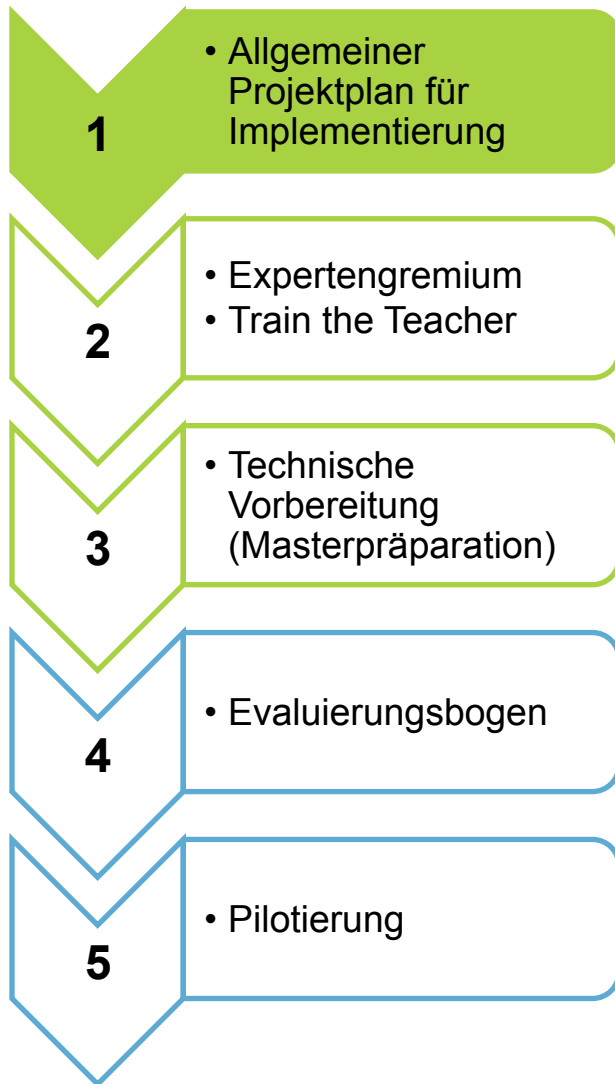 1
• Allgemeiner
Projektplan für
Implementierung
2
• Expertengremium
• Train the Teacher
3
• Technische
Vorbereitung
(Masterpräparation)
4
• Evaluierungsbogen
5
• Pilotierung